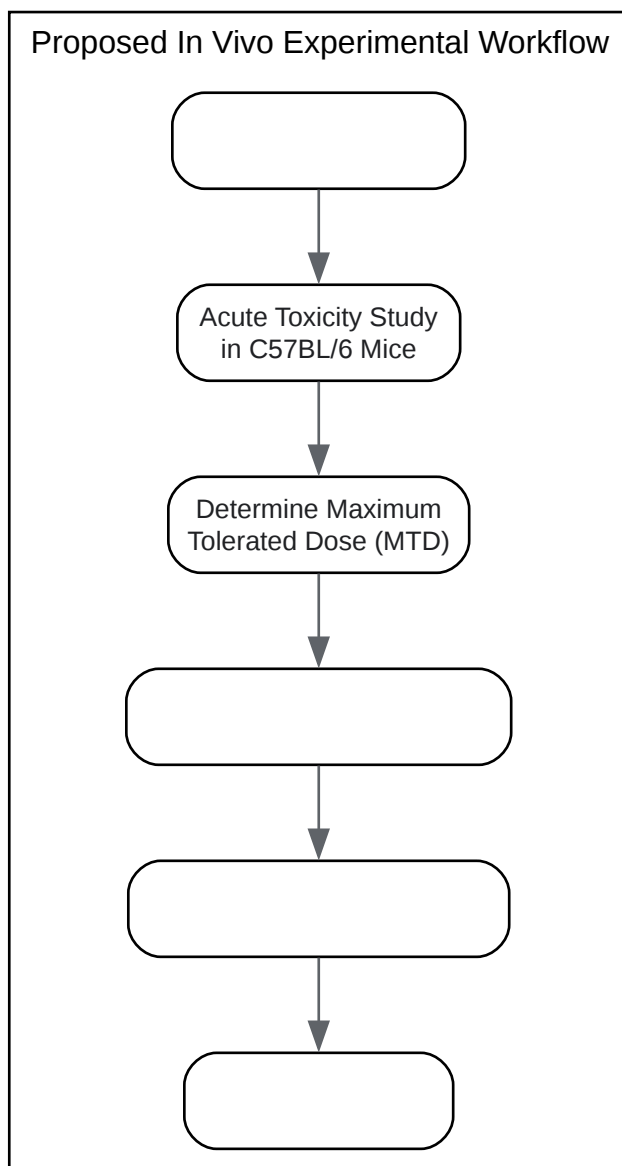 Proposed In Vivo Experimental Workflow
Acute Toxicity Study
in C57BL/6 Mice
Determine Maximum
Tolerated Dose (MTD)